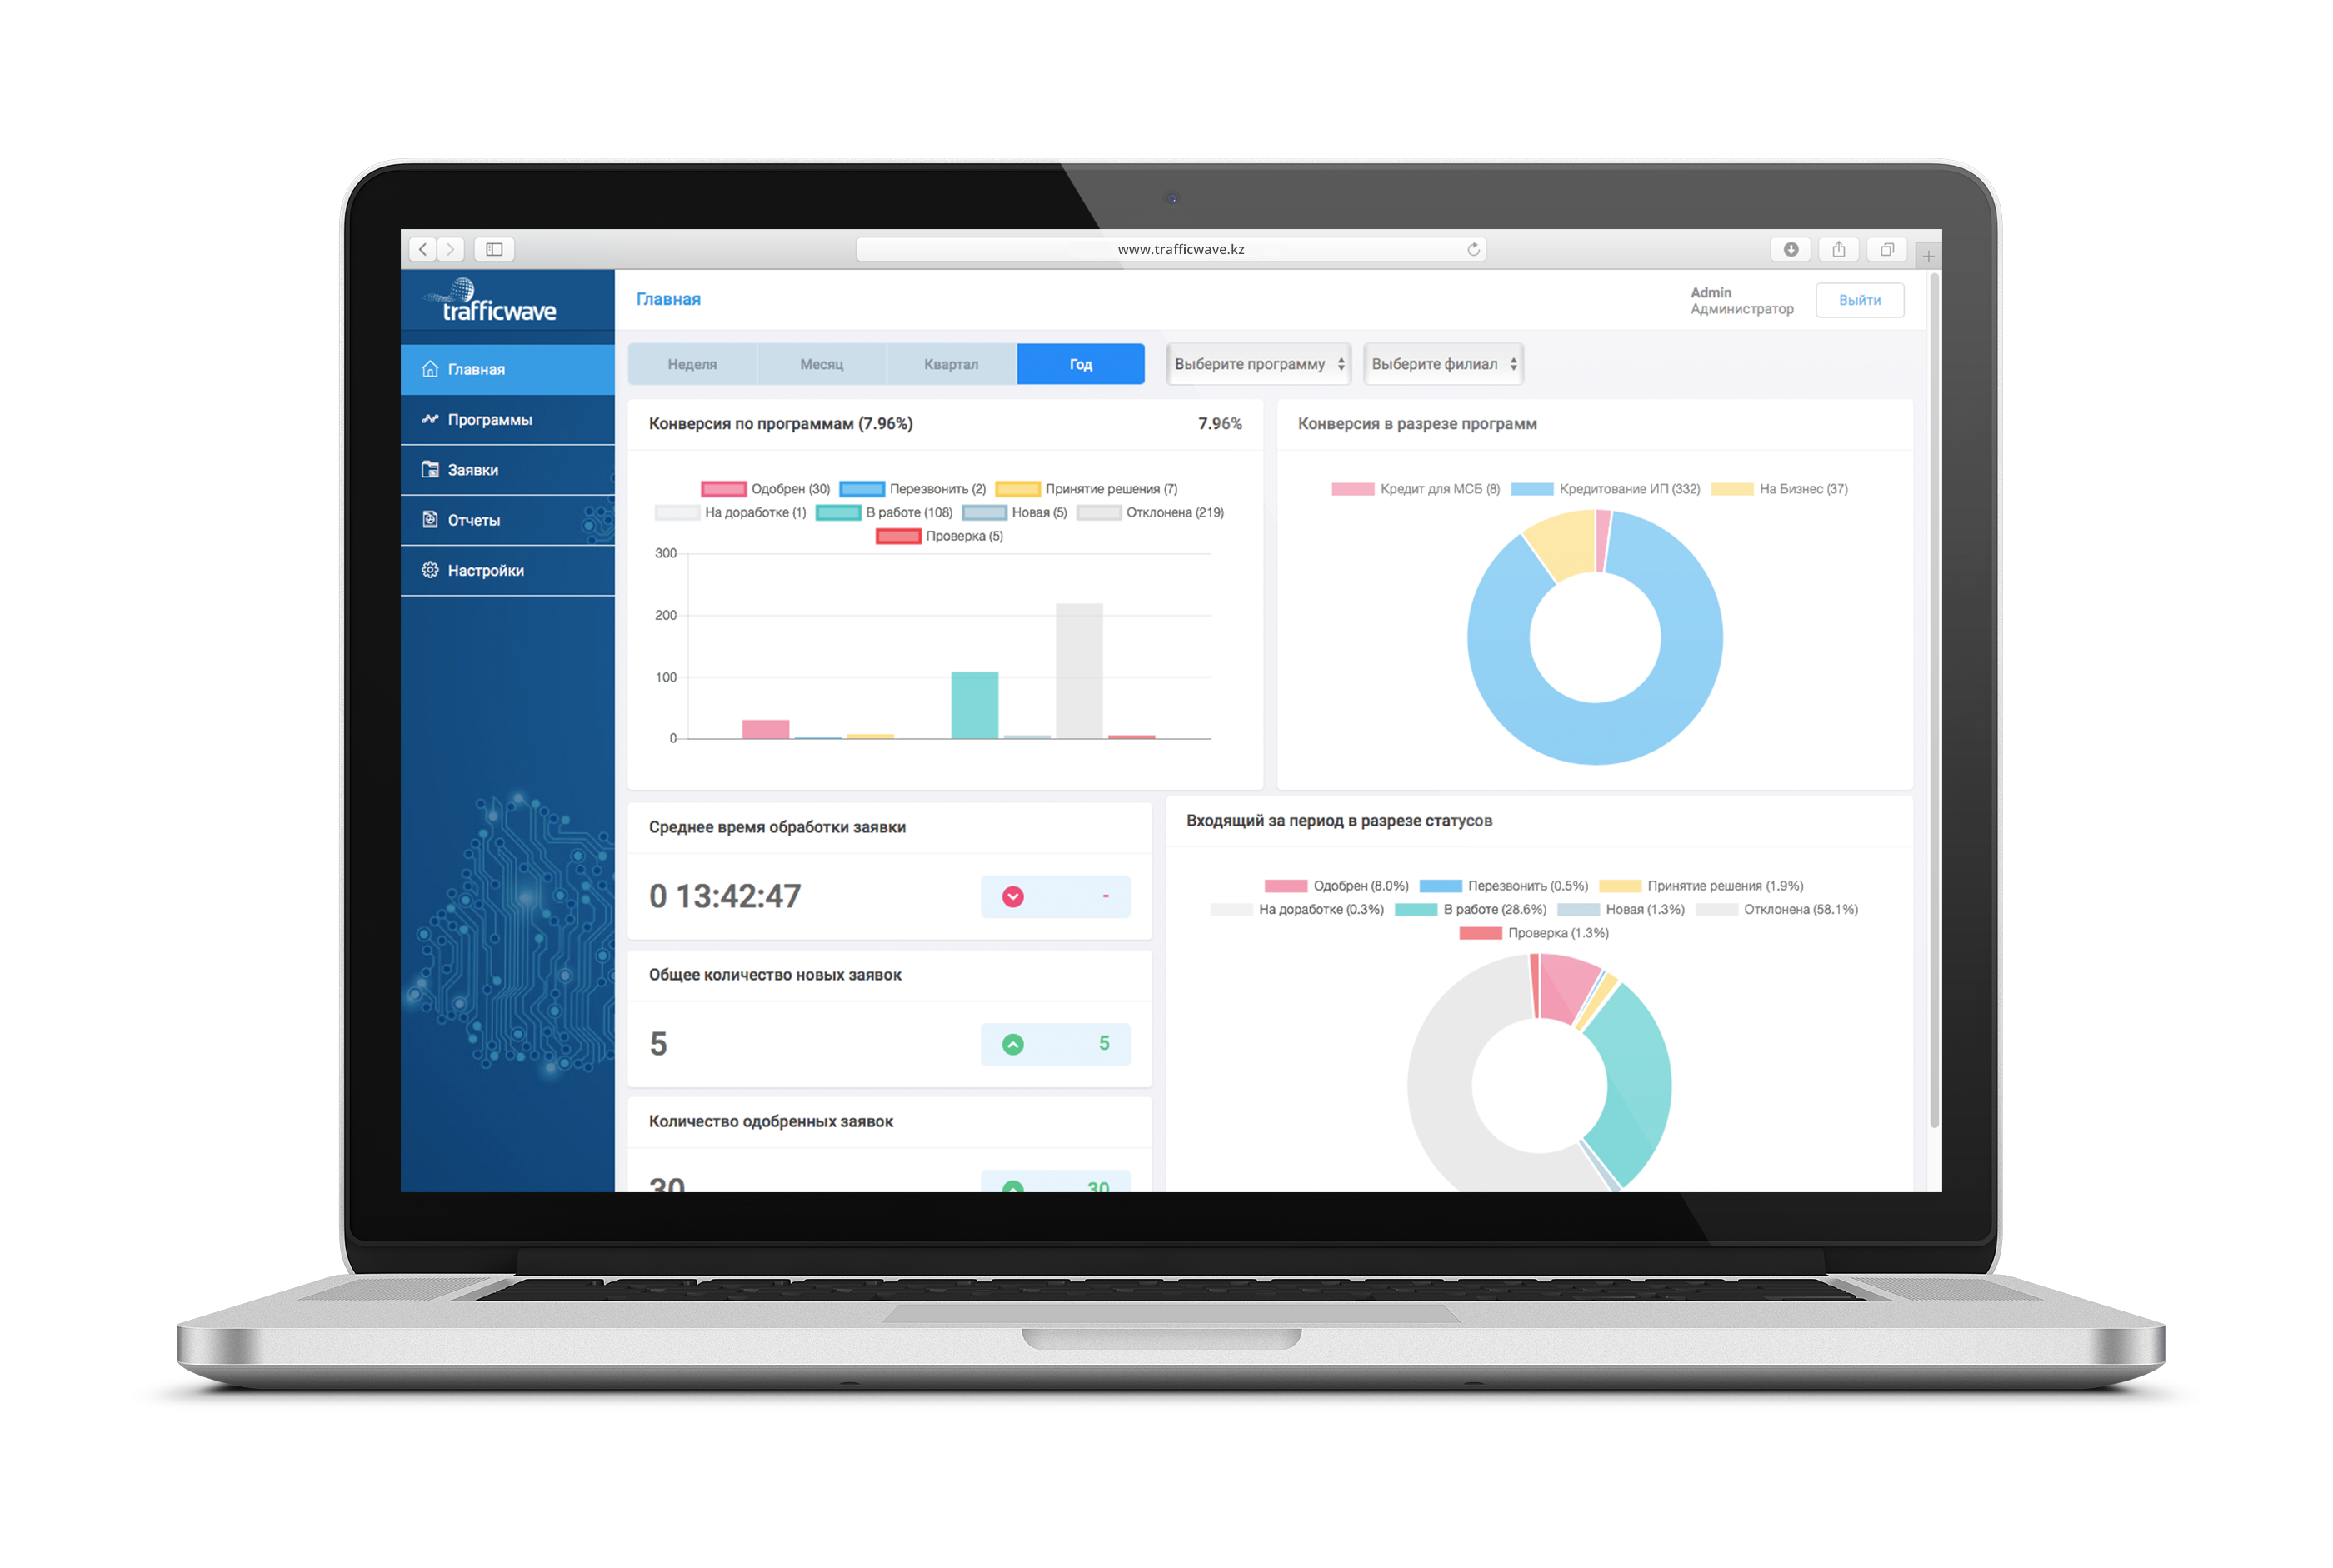 www.trafficwave.kz
trafficwave
Главная
Admin
Администратор
Выйти
Главная
Программы
Заявки
Отчеты
Настройки
Неделя
Месяц
Квартал
Год
Выберите программу
Выберите филиал
Конверсия по программам (7.96%)
7.96%
Одобрен (30) Перезвонить (2) Принятие решения (7)
На доработке (1) В работе (108) Новая (5) Отклонена (219)
Проверка (5)
300
200
100
0
Конверсия в разрезе программ
Кредит для МСБ (8) Кредитование ИП (332) На Бизнес (37)
Среднее время обработки заявки
0 13:42:47
-
Общее количество новых заявок
5
5
Количество одобренных заявок
30
30
Входящий за период в разрезе статусов
Одобрен (8.0%) Перезвонить (0.5%) Принятие решения (1.9%)
На доработке (0.3%) В работе (28.6%) Новая (1.3%) Отклонена (58.1%)
Проверка (1.3%)